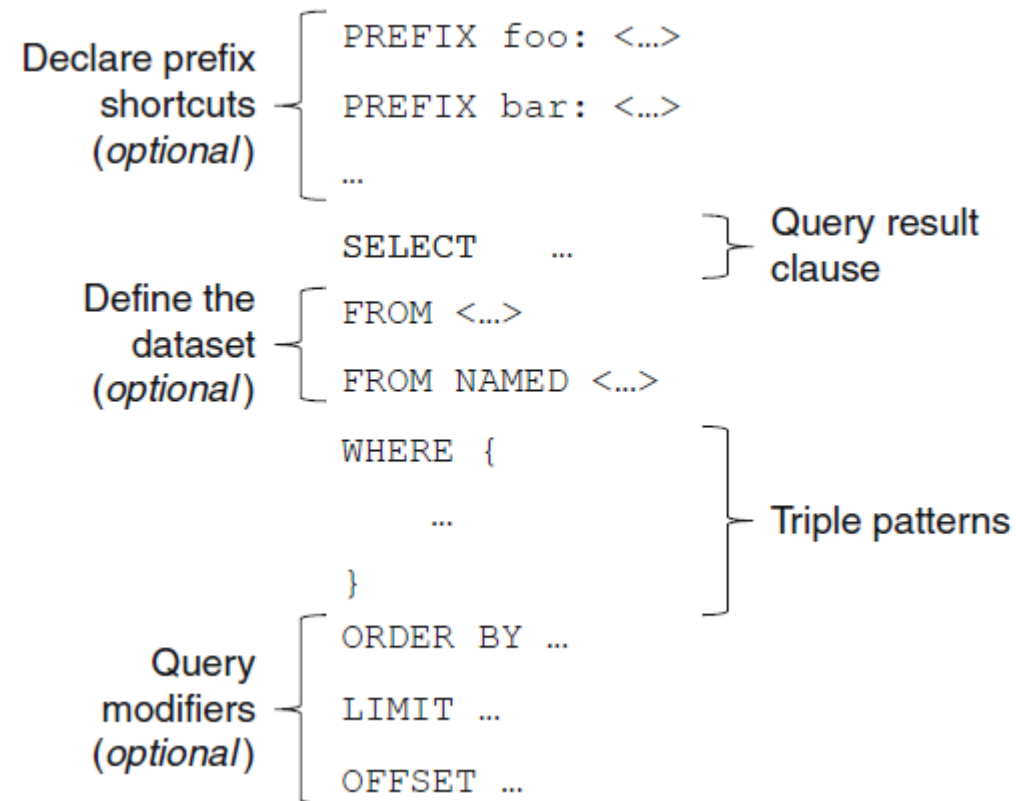 Declare prefix
shortcuts
(optional)
PREFIX foo: <…>
PREFIX bar: <…>
…
SELECT …
Query result
clause
Define the
dataset
(optional)
FROM <…>
FROM NAMED <…>
WHERE {
…
}
Triple patterns
Query
modifiers
(optional)
ORDER BY …
LIMIT …
OFFSET …